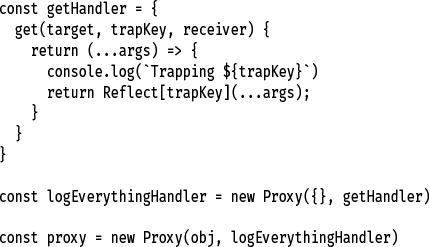 const getHandler = {
  get(target, trapKey, receiver) {
    return (...args) => {
      console.log(`Trapping ${trapKey}`)
      return Reflect[trapKey](...args);
    }
  }
}

const logEverythingHandler = new Proxy({}, getHandler)

const proxy = new Proxy(obj, logEverythingHandler)